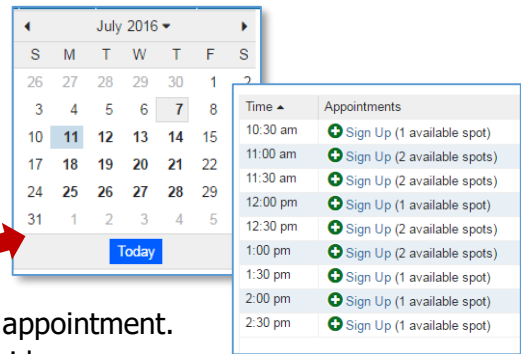 July 2016
S M T W T F S
26 27 28 29 30 1 2
3 4 5 6 7 8
10 11 12 13 14 15
17 18 19 20 21 22
24 25 26 27 28 29
31 1 2 3 4 5
Today
Time Appointments
10:30 am Sign Up (1 available spot)
11:00 am Sign Up (2 available spots)
11:30 am Sign Up (2 available spots)
12:00 pm Sign Up (1 available spot)
12:30 pm Sign Up (2 available spots)
1:00 pm Sign Up (2 available spots)
1:30 pm Sign Up (1 available spot)
2:00 pm Sign Up (1 available spot)
2:30 pm Sign Up (1 available spot)
appointment.